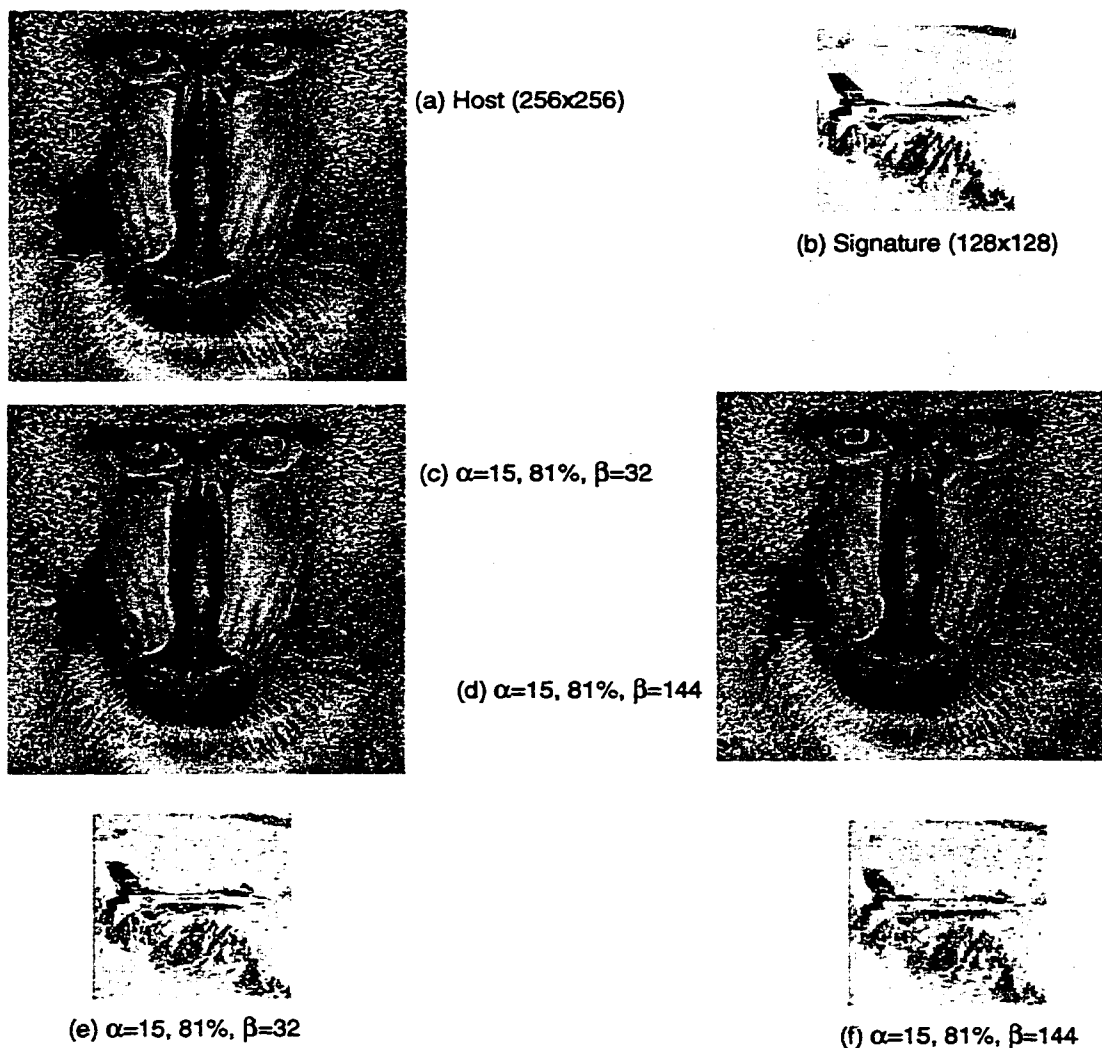 (a) Host (256x256)
(b) Signature (128x128)
(c) α=15, 81%, β=32
(d) α=15, 81%, β=144
(e) α=15, 81%, β=32
(f) α=15, 81%, β=144